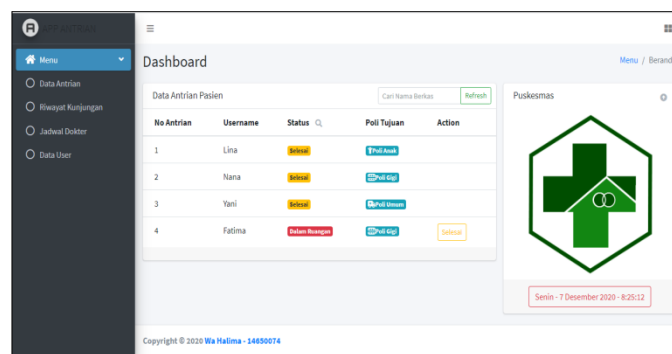 APP ANTRIAN
Menu
Data Antrian
Riwayat Kunjungan
Jadwal Dokter
Data User
Dashboard
Menu / Berand
Data Antrian Pasien
Cari Nama Berkas
Refresh
No Antrian Username Status Poli Tujuan Action
1 Lina Selesai Poli Anak
2 Nana Selesai Poli Gigi
3 Yani Selesai Poli Umum
4 Fatima Dalam Ruangan Poli Gigi Selesai
Puskesmas
Senin - 7 Desember 2020 - 8:25:12
Copyright © 2020 Wa Halima - 14650074